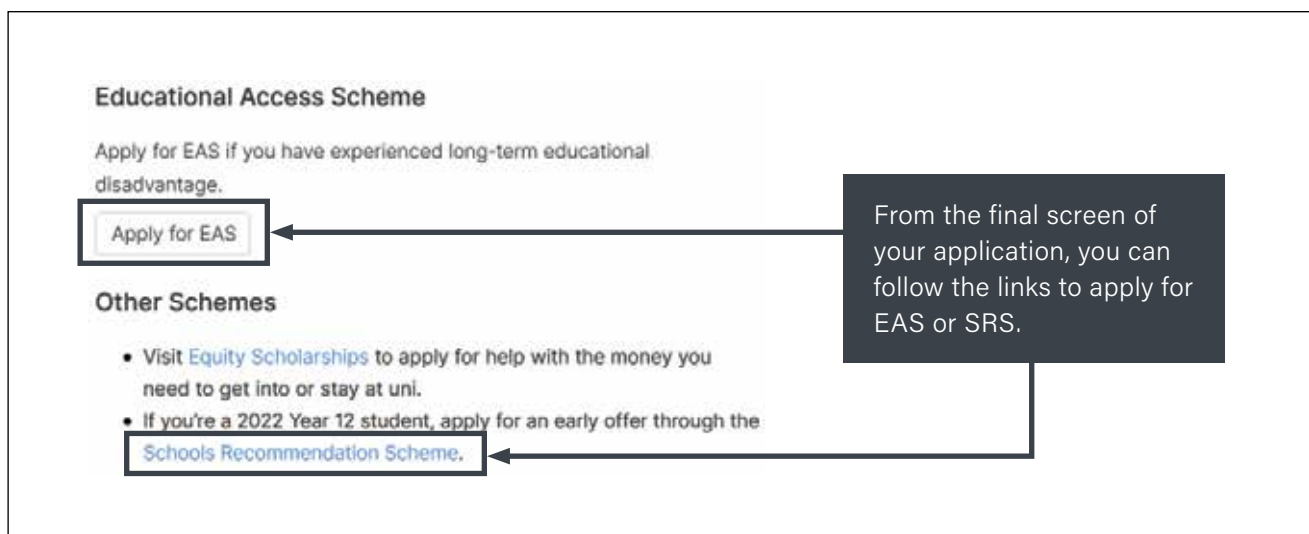 Educational Access Scheme
Apply for EAS if you have experienced long-term educational
disadvantage.
Apply for EAS
Other Schemes
• Visit Equity Scholarships to apply for help with the money you
need to get into or stay at uni.
• If you're a 2022 Year 12 student, apply for an early offer through the
Schools Recommendation Scheme.
From the final screen of
your application, you can
follow the links to apply for
EAS or SRS.